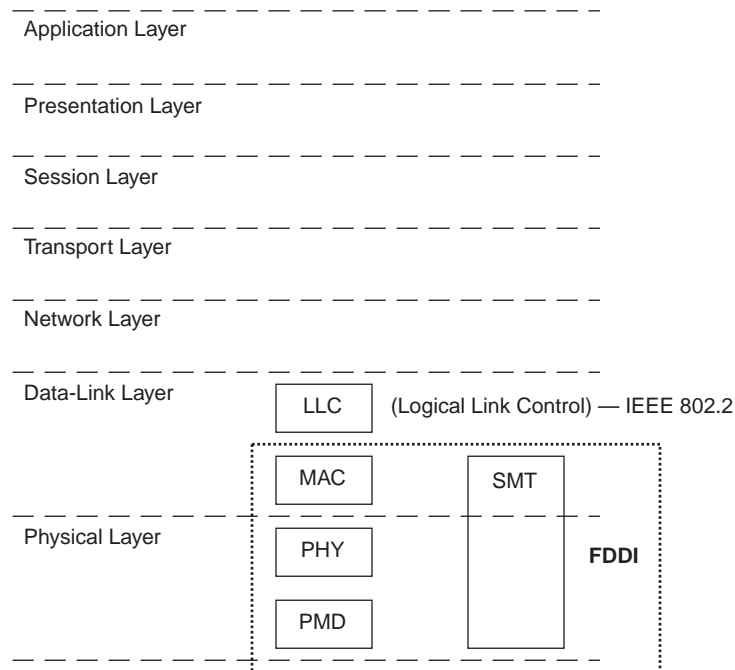 Application Layer
Presentation Layer
Session Layer
Transport Layer
Network Layer
Data-Link Layer
LLC
(Logical Link Control) — IEEE 802.2
MAC
SMT
Physical Layer
PHY
FDDI
PMD